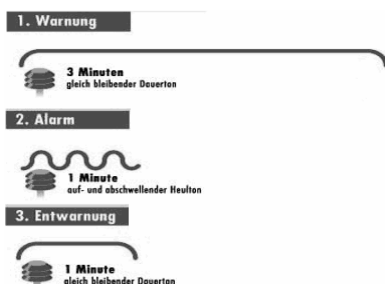 1. Warnung
3 Minuten
gleich bleibender Dauerton
2. Alarm
1 Minute
auf- und abschwellender Heulton
3. Entwarnung
1 Minute
gleich bleibender Dauerton